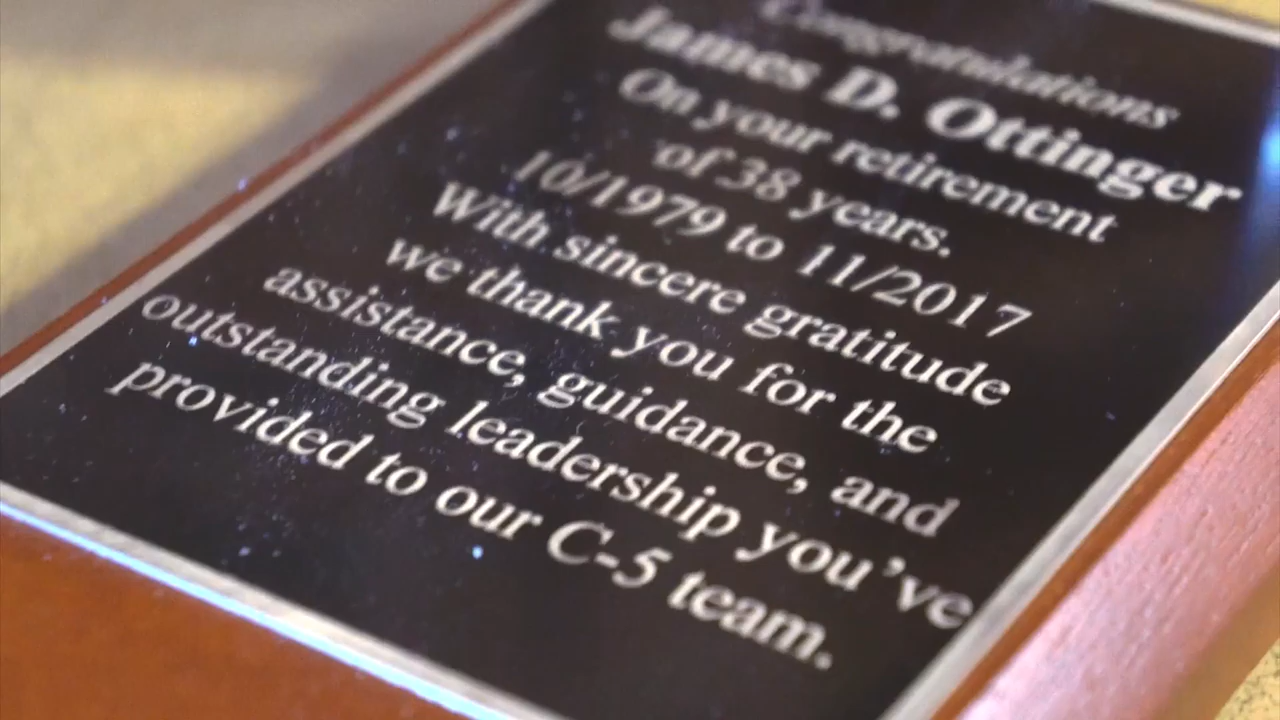 Congratulations
James D. Ottinger
On your retirement
of 38 years.
10/1979 to 11/2017
With sincere gratitude
we thank you for the
assistance, guidance, and
outstanding leadership you've
provided to our C-5 team.